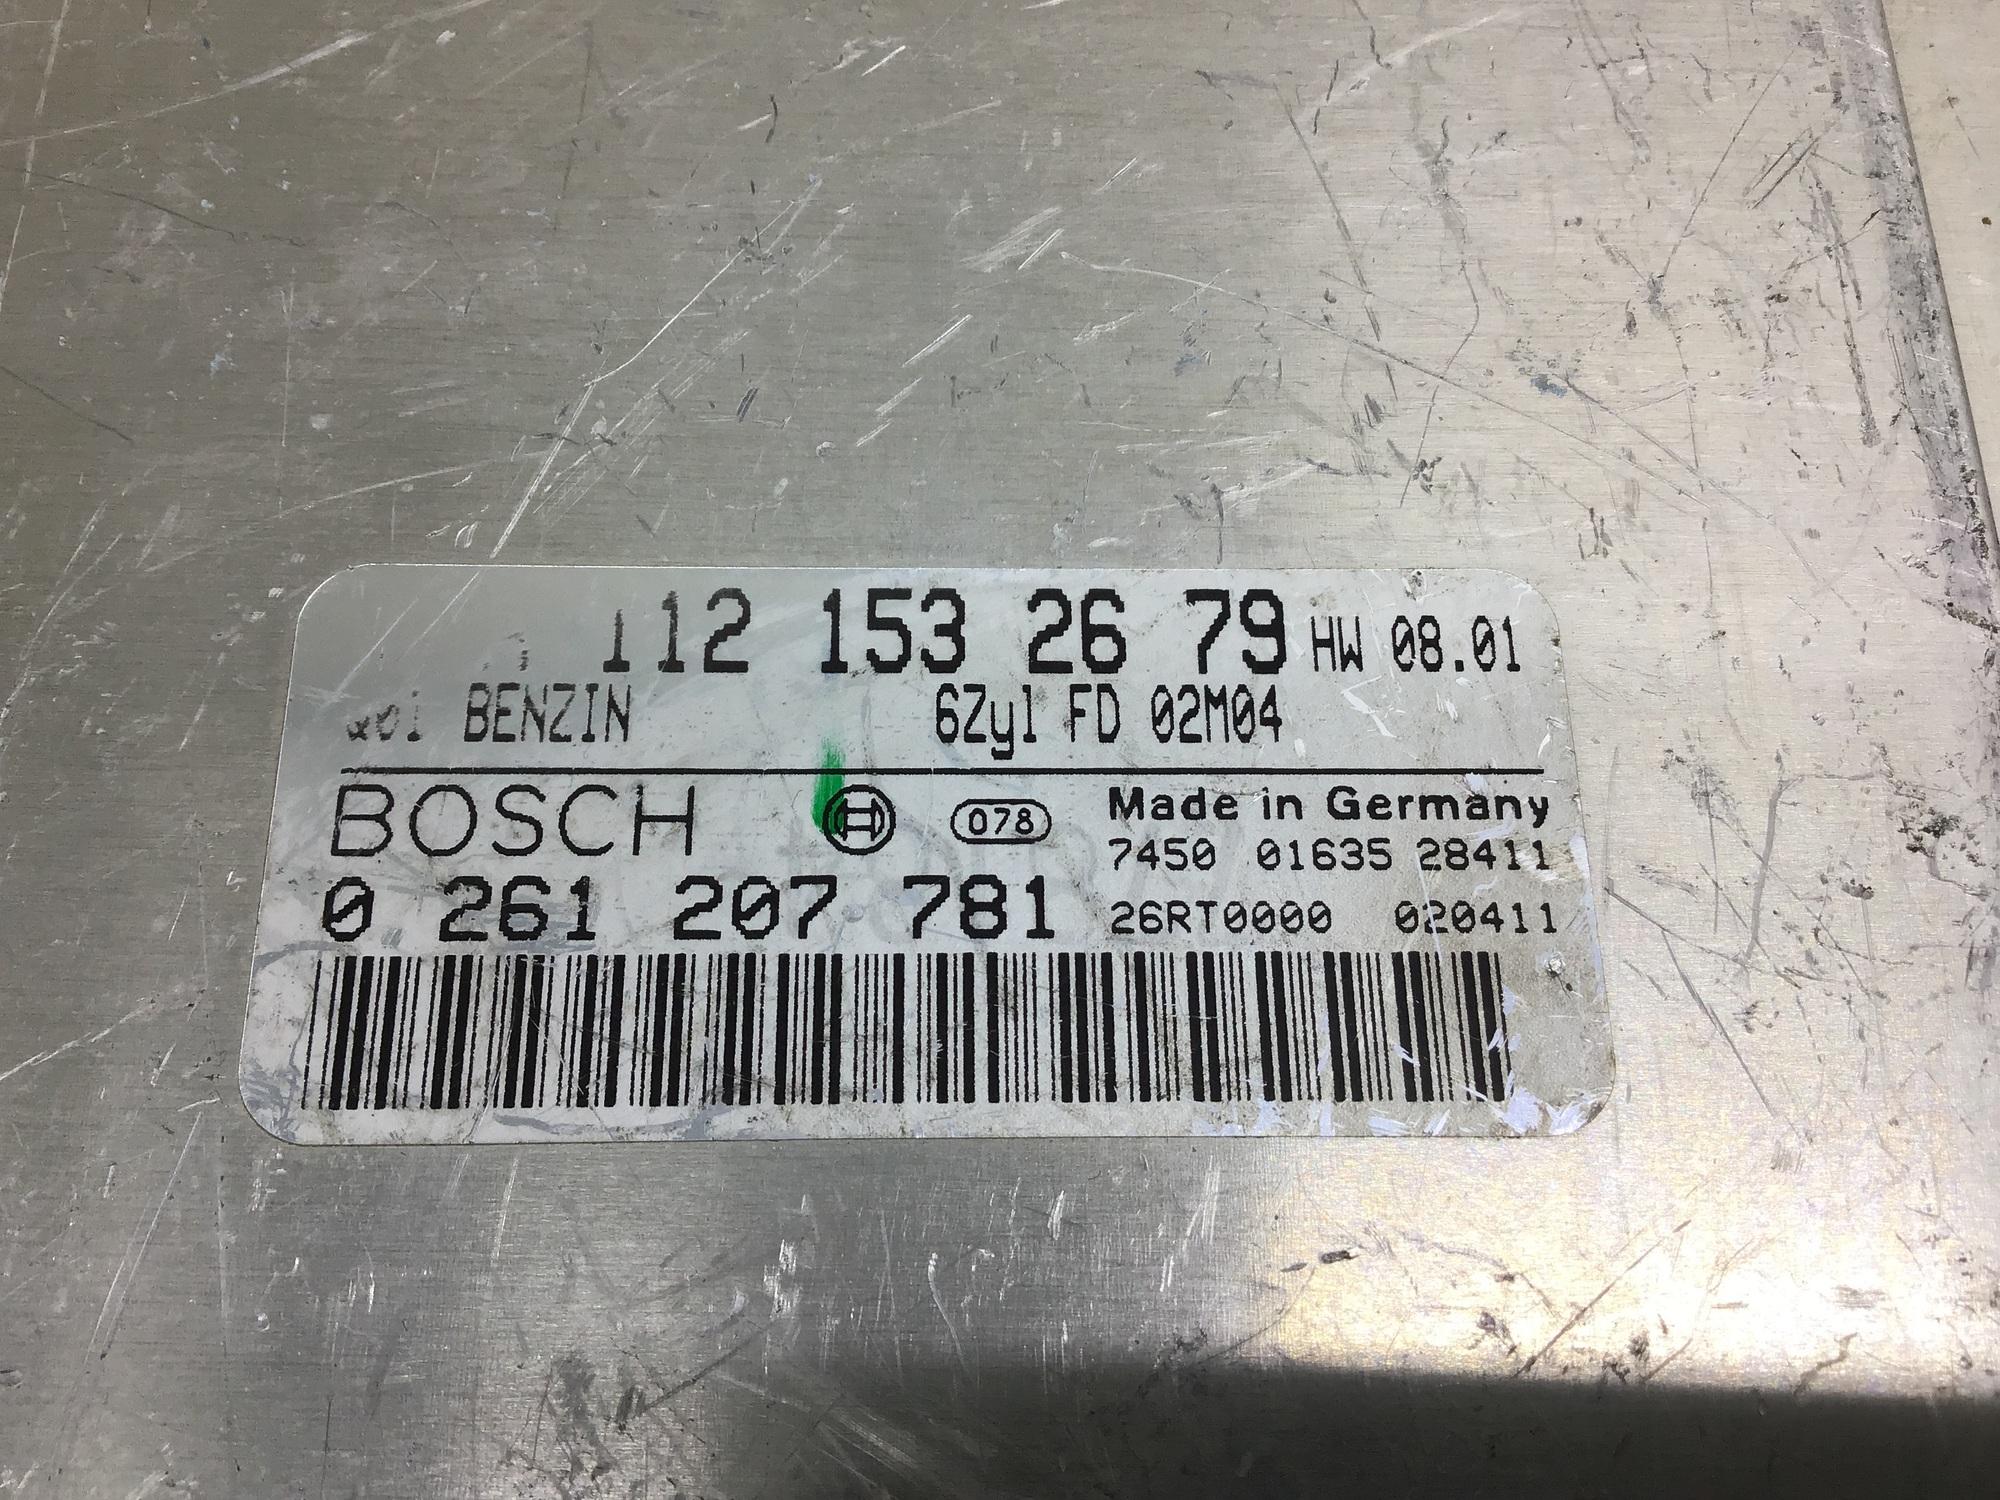 112 153 26 79 HW 08.01
BENZIN 6Zyl FD 02M04
BOSCH 078 Made in Germany
7450 01635 28411
0 261 207 781 26RT0000 020411